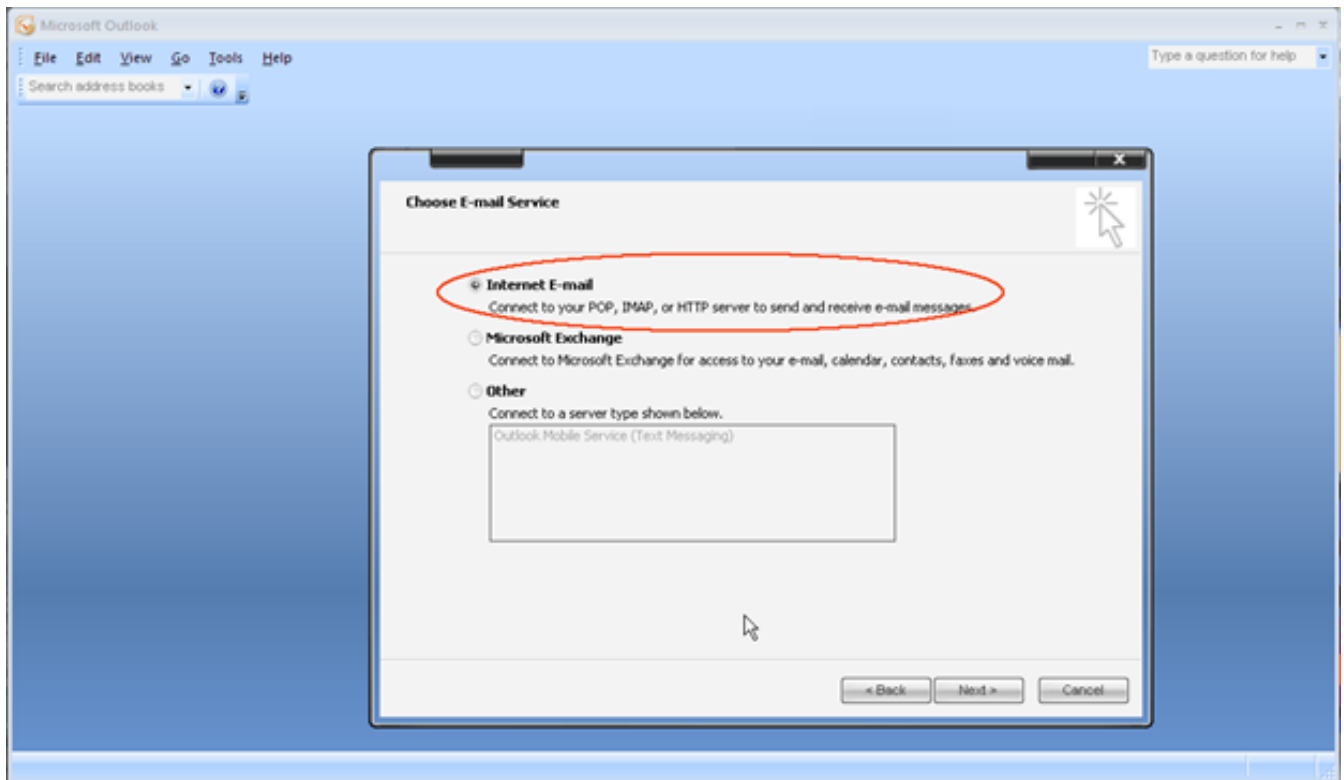 Microsoft Outlook
File Edit View Go Tools Help
Type a question for help
Search address books
Choose E-mail Service
Internet E-mail
Connect to your POP, IMAP, or HTTP server to send and receive e-mail messages.
Microsoft Exchange
Connect to Microsoft Exchange for access to your e-mail, calendar, contacts, faxes and voice mail.
Other
Connect to a server type shown below.
Outlook Mobile Service (Text Messaging)
< Back
Next >
Cancel